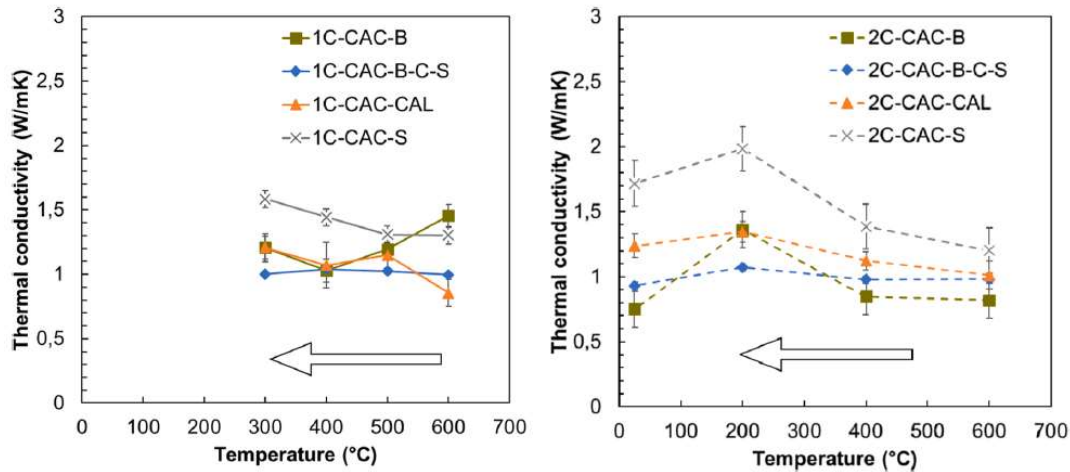 3
2,5
2
1,5
1
0,5
0
Thermal conductivity (W/mK)
1C-CAC-B
1C-CAC-B-C-S
1C-CAC-CAL
1C-CAC-S
0 100 200 300 400 500 600 700
Temperature (°C)
3
2,5
2
1,5
1
0,5
0
Thermal conductivity (W/mK)
2C-CAC-B
2C-CAC-B-C-S
2C-CAC-CAL
2C-CAC-S
0 100 200 300 400 500 600 700
Temperature (°C)